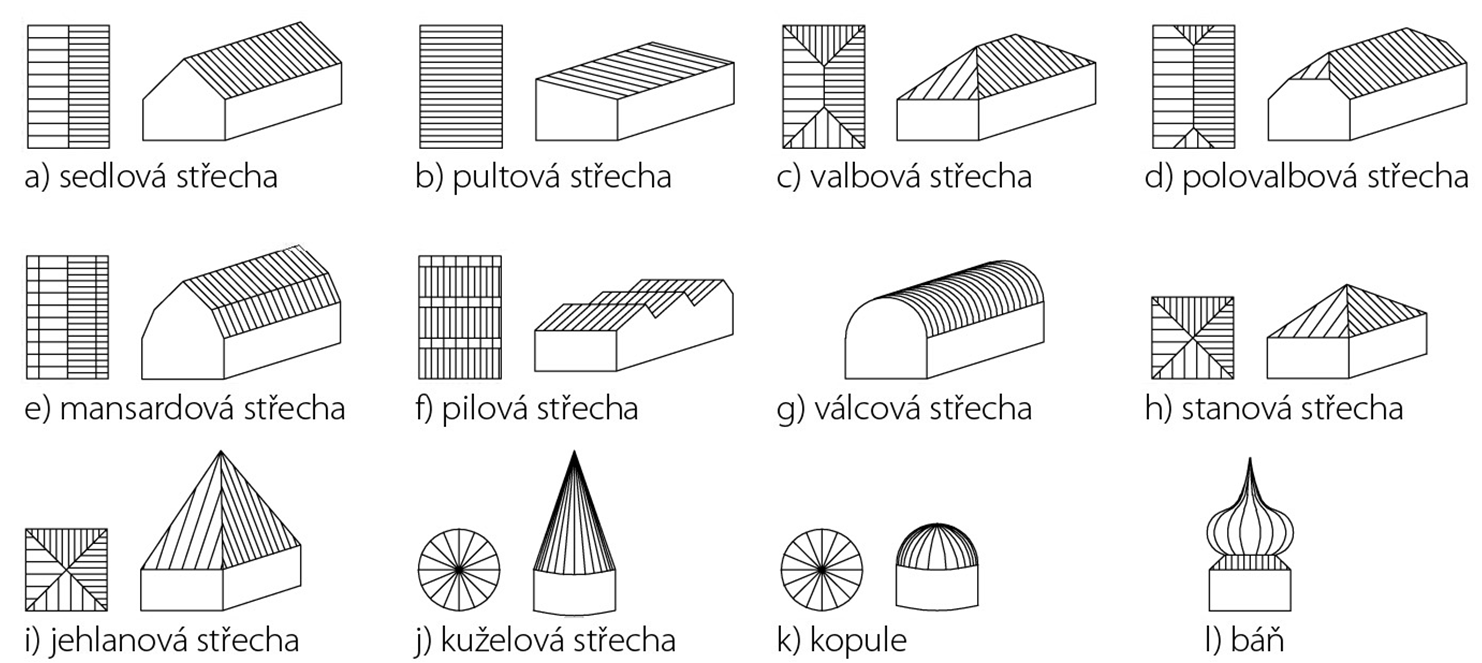 a) sedlová střecha
b) pultová střecha
c) valbová střecha
d) polovalbová střecha
e) mansardová střecha
f) pilová střecha
g) válcová střecha
h) stanová střecha
i) jehlanová střecha
j) kuželová střecha
k) kopule
l) báň